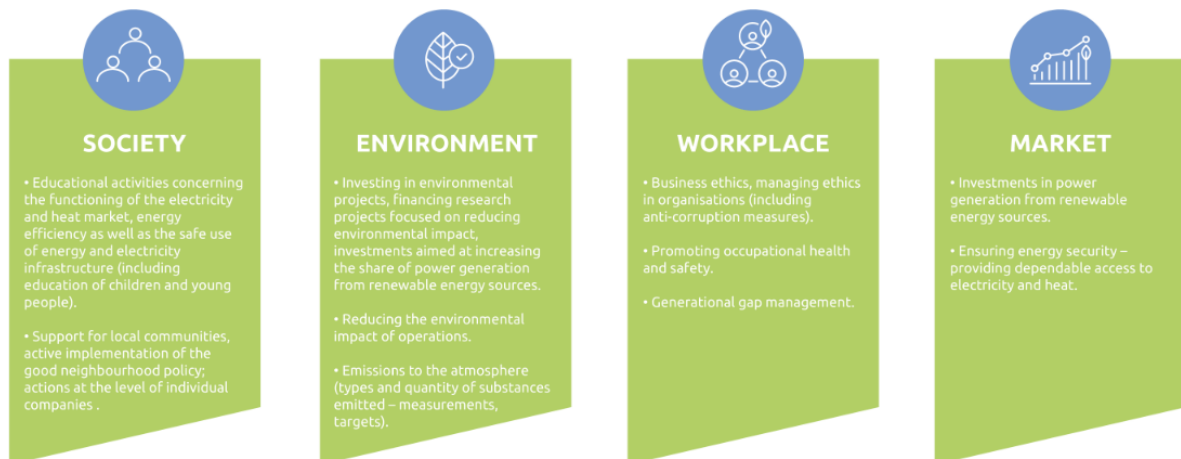 SOCIETY
• Educational activities concerning
the functioning of the electricity
and heat market, energy
efficiency as well as the safe use
of energy and electricity
infrastructure (including
education of children and young
people).
• Support for local communities,
active implementation of the
good neighbourhood policy;
actions at the level of individual
companies .
ENVIRONMENT
• Investing in environmental
projects, financing research
projects focused on reducing
environmental impact,
investments aimed at increasing
the share of power generation
from renewable energy sources.
• Reducing the environmental
impact of operations.
• Emissions to the atmosphere
(types and quantity of substances
emitted – measurements,
targets).
WORKPLACE
• Business ethics, managing ethics
in organisations (including
anti-corruption measures).
• Promoting occupational health
and safety.
• Generational gap management.
MARKET
• Investments in power
generation from renewable
energy sources.
• Ensuring energy security –
providing dependable access to
electricity and heat.